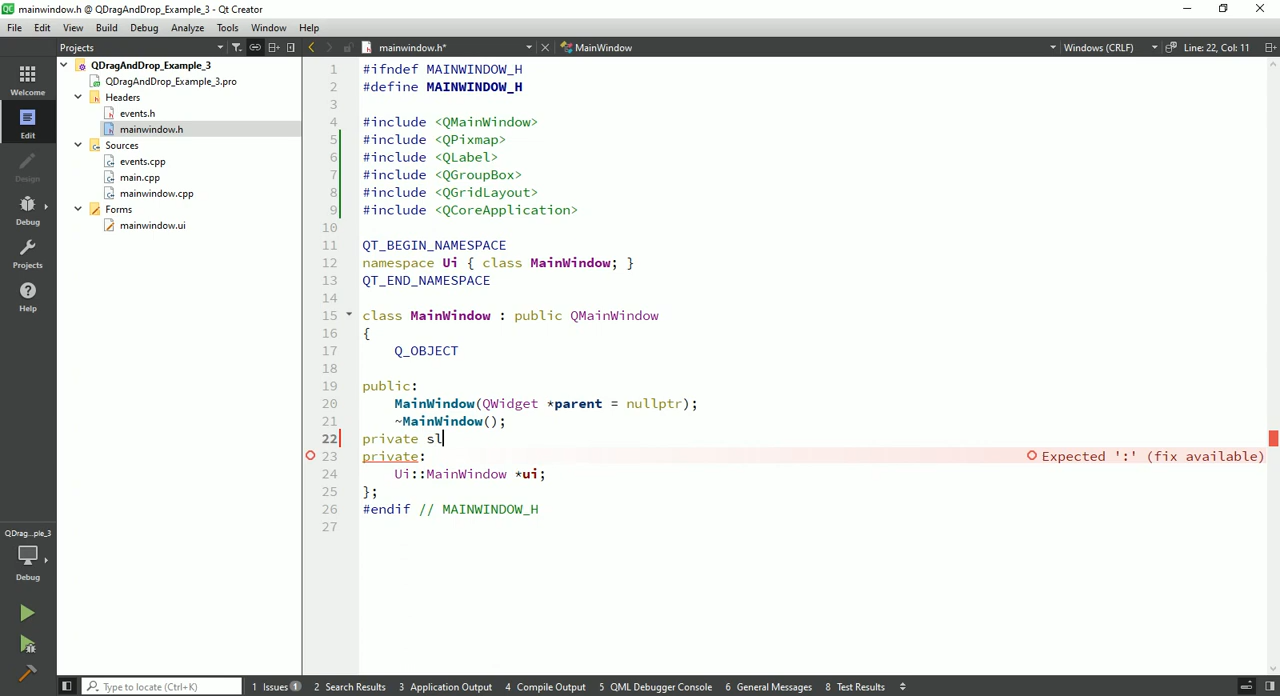 mainwindow.h @ QDragAndDrop_Example_3 - Qt Creator
File Edit View Build Debug Analyze Tools Window Help
Projects mainwindow.h* MainWindow Windows (CRLF) Line: 22, Col: 11
Welcome
Edit
Design
Debug
Projects
Help
QDrag...ple_3
Debug
QDragAndDrop_Example_3
QDragAndDrop_Example_3.pro
Headers
events.h
mainwindow.h
Sources
events.cpp
main.cpp
mainwindow.cpp
Forms
mainwindow.ui
1 #ifndef MAINWINDOW_H
2 #define MAINWINDOW_H
3
4 #include <QMainWindow>
5 #include <QPixmap>
6 #include <QLabel>
7 #include <QGroupBox>
8 #include <QGridLayout>
9 #include <QCoreApplication>
10
11 QT_BEGIN_NAMESPACE
12 namespace Ui { class MainWindow; }
13 QT_END_NAMESPACE
14
15 class MainWindow : public QMainWindow
16 {
17 Q_OBJECT
18
19 public:
20 MainWindow(QWidget *parent = nullptr);
21 ~MainWindow();
22 private sl
23 private: Expected ':' (fix available)
24 Ui::MainWindow *ui;
25 };
26 #endif // MAINWINDOW_H
27
Type to locate (Ctrl+K) 1 Issues 1 2 Search Results 3 Application Output 4 Compile Output 5 QML Debugger Console 6 General Messages 8 Test Results